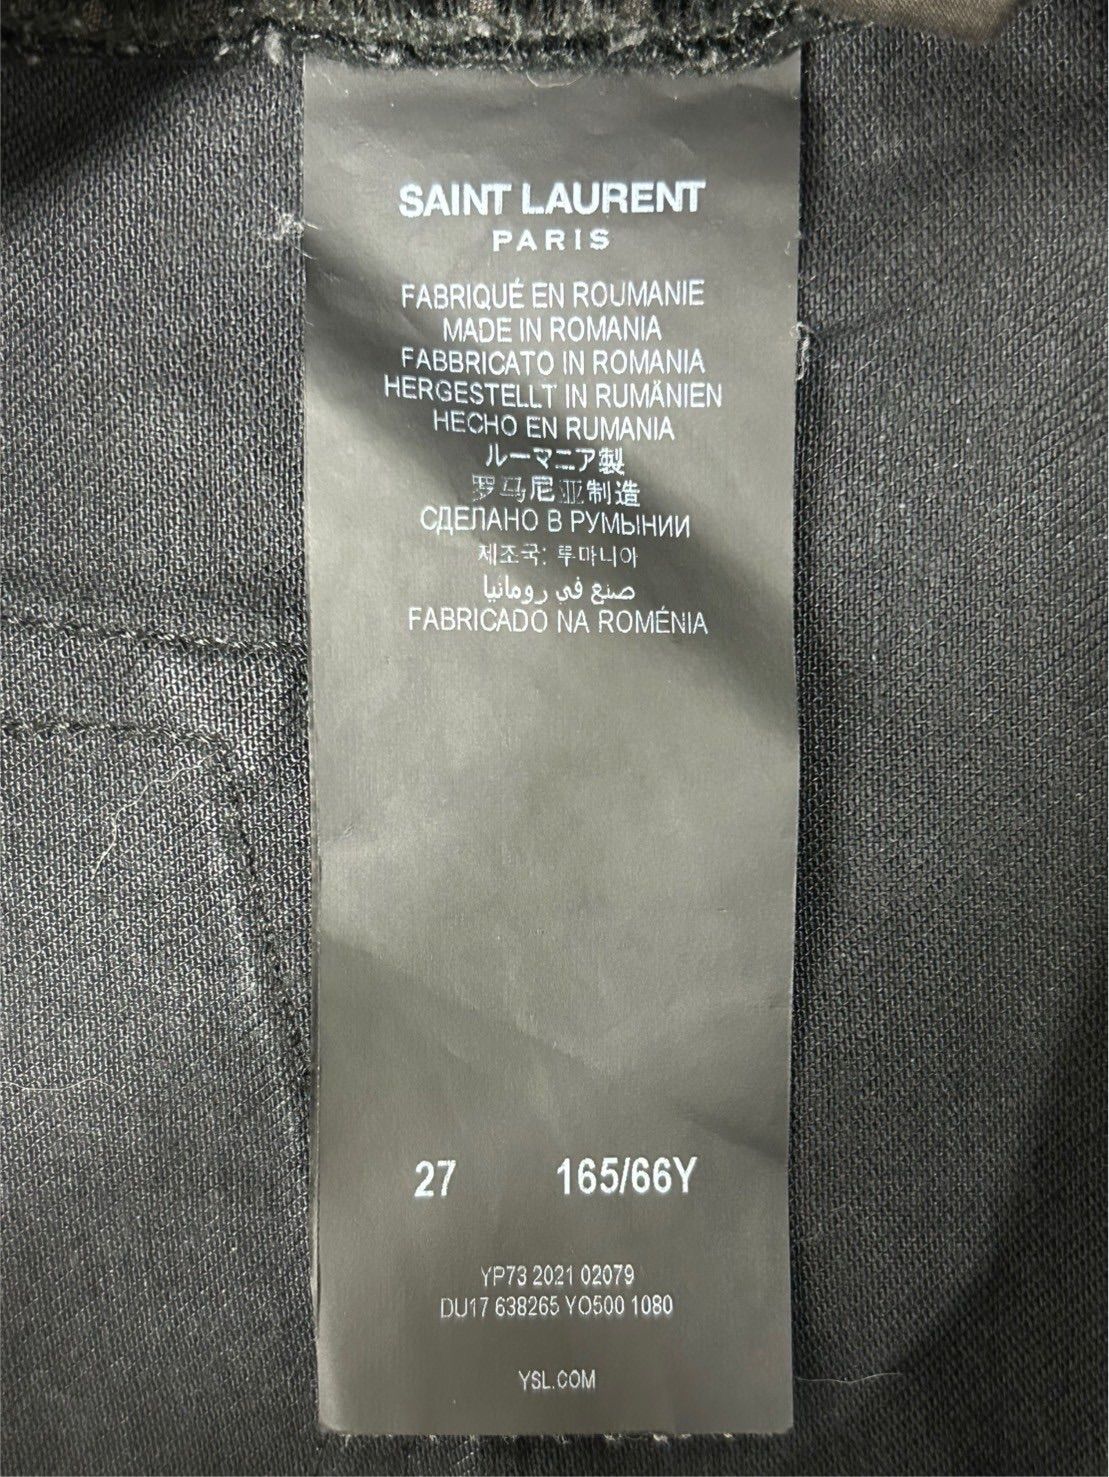 SAINT LAURENT
PARIS
FABRIQUÉ EN ROUMANIE
MADE IN ROMANIA
FABBRICATO IN ROMANIA
HERGESTELLT IN RUMÄNIEN
HECHO EN RUMANIA
ルーマニア製
罗马尼亚制造
СДЕЛАНО В РУМЫНИИ
제조국: 루마니아
صنع في رومانيا
FABRICADO NA ROMÉNIA
27 165/66Y
YP73 2021 02079
DU17 638265 YO500 1080
YSL.COM